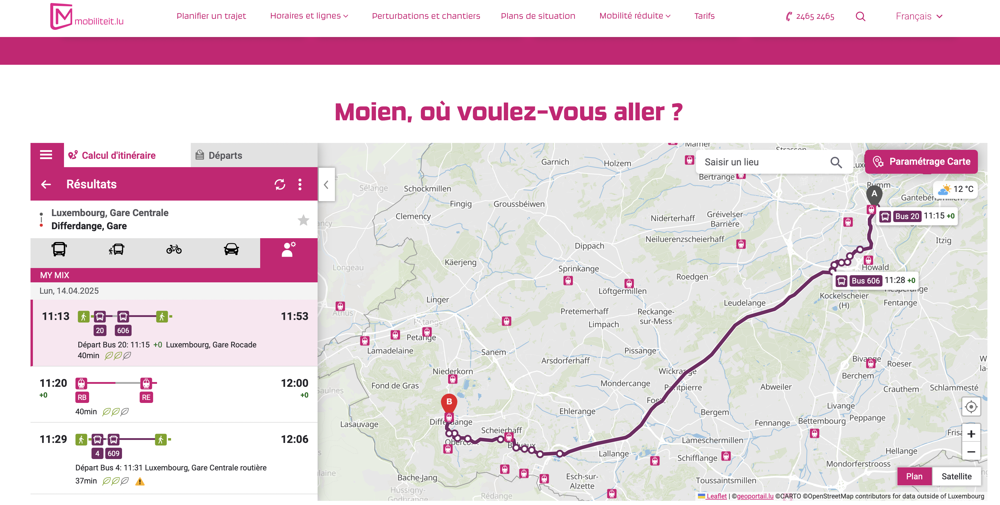 mobiliteit.lu
Planifier un trajet
Horaires et lignes
Perturbations et chantiers
Plans de situation
Mobilité réduite
Tarifs
2465 2465
Français
Moien, où voulez-vous aller ?
Calcul d'itinéraire
Départs
Résultats
Luxembourg, Gare Centrale
Differdange, Gare
MY MIX
Lun, 14.04.2025
11:13
11:53
20
606
Départ Bus 20: 11:15 +0 Luxembourg, Gare Rocade
40min
11:20
12:00
+0
+0
RB
RE
40min
11:29
12:06
4
609
Départ Bus 4: 11:31 Luxembourg, Gare Centrale routière
37min
Mamer
Strassen
Saisir un lieu
Paramétrage Carte
Garnich
Holzem
Bertrange
12 °C
Sélange
Schockmillen
Fingig
Groussbéiwen
Clemency
A
Bus 20 11:15 +0
Niderterhaff
Gréivelser
Barrière
Neiluerenzscheierhaff
Itzig
Dippach
Käerjeng
Longeau
Sprinkange
Howald
Roedgen
Bus 606 11:28 +0
Löftgermillen
Kockelscheier
(H)
Fentange
Linger
Leudelange
Athus
Pretemerhaff
Reckange-
sur-Mess
Limpach
Pétange
Petange
Lamadelaine
Sanem
Pissange
Arsdorferhaff
Bivange
Roeser
Niederkorn
Wickrange
Berchem
Fond de Gras
Mondercange
Pontpierre
Abweiler
Crauthem
Schlammesté
Saulnes
B
Differdange
Ehlerange
Bergem
Livange
Peppange
Lasauvage
Scheierhaff
Fennange
Bettembourg
Lameschermillen
Lallange
Schifflange
Hellange
Mondorferstrooss
Bache-Jang
Esch-sur-
Alzette
Toussaintsmillen
Hussigny-
Godbrange
Rédange
Plan
Satellite
Leaflet | ©geoportail.lu ©CARTO ©OpenStreetMap contributors for data outside of Luxembourg